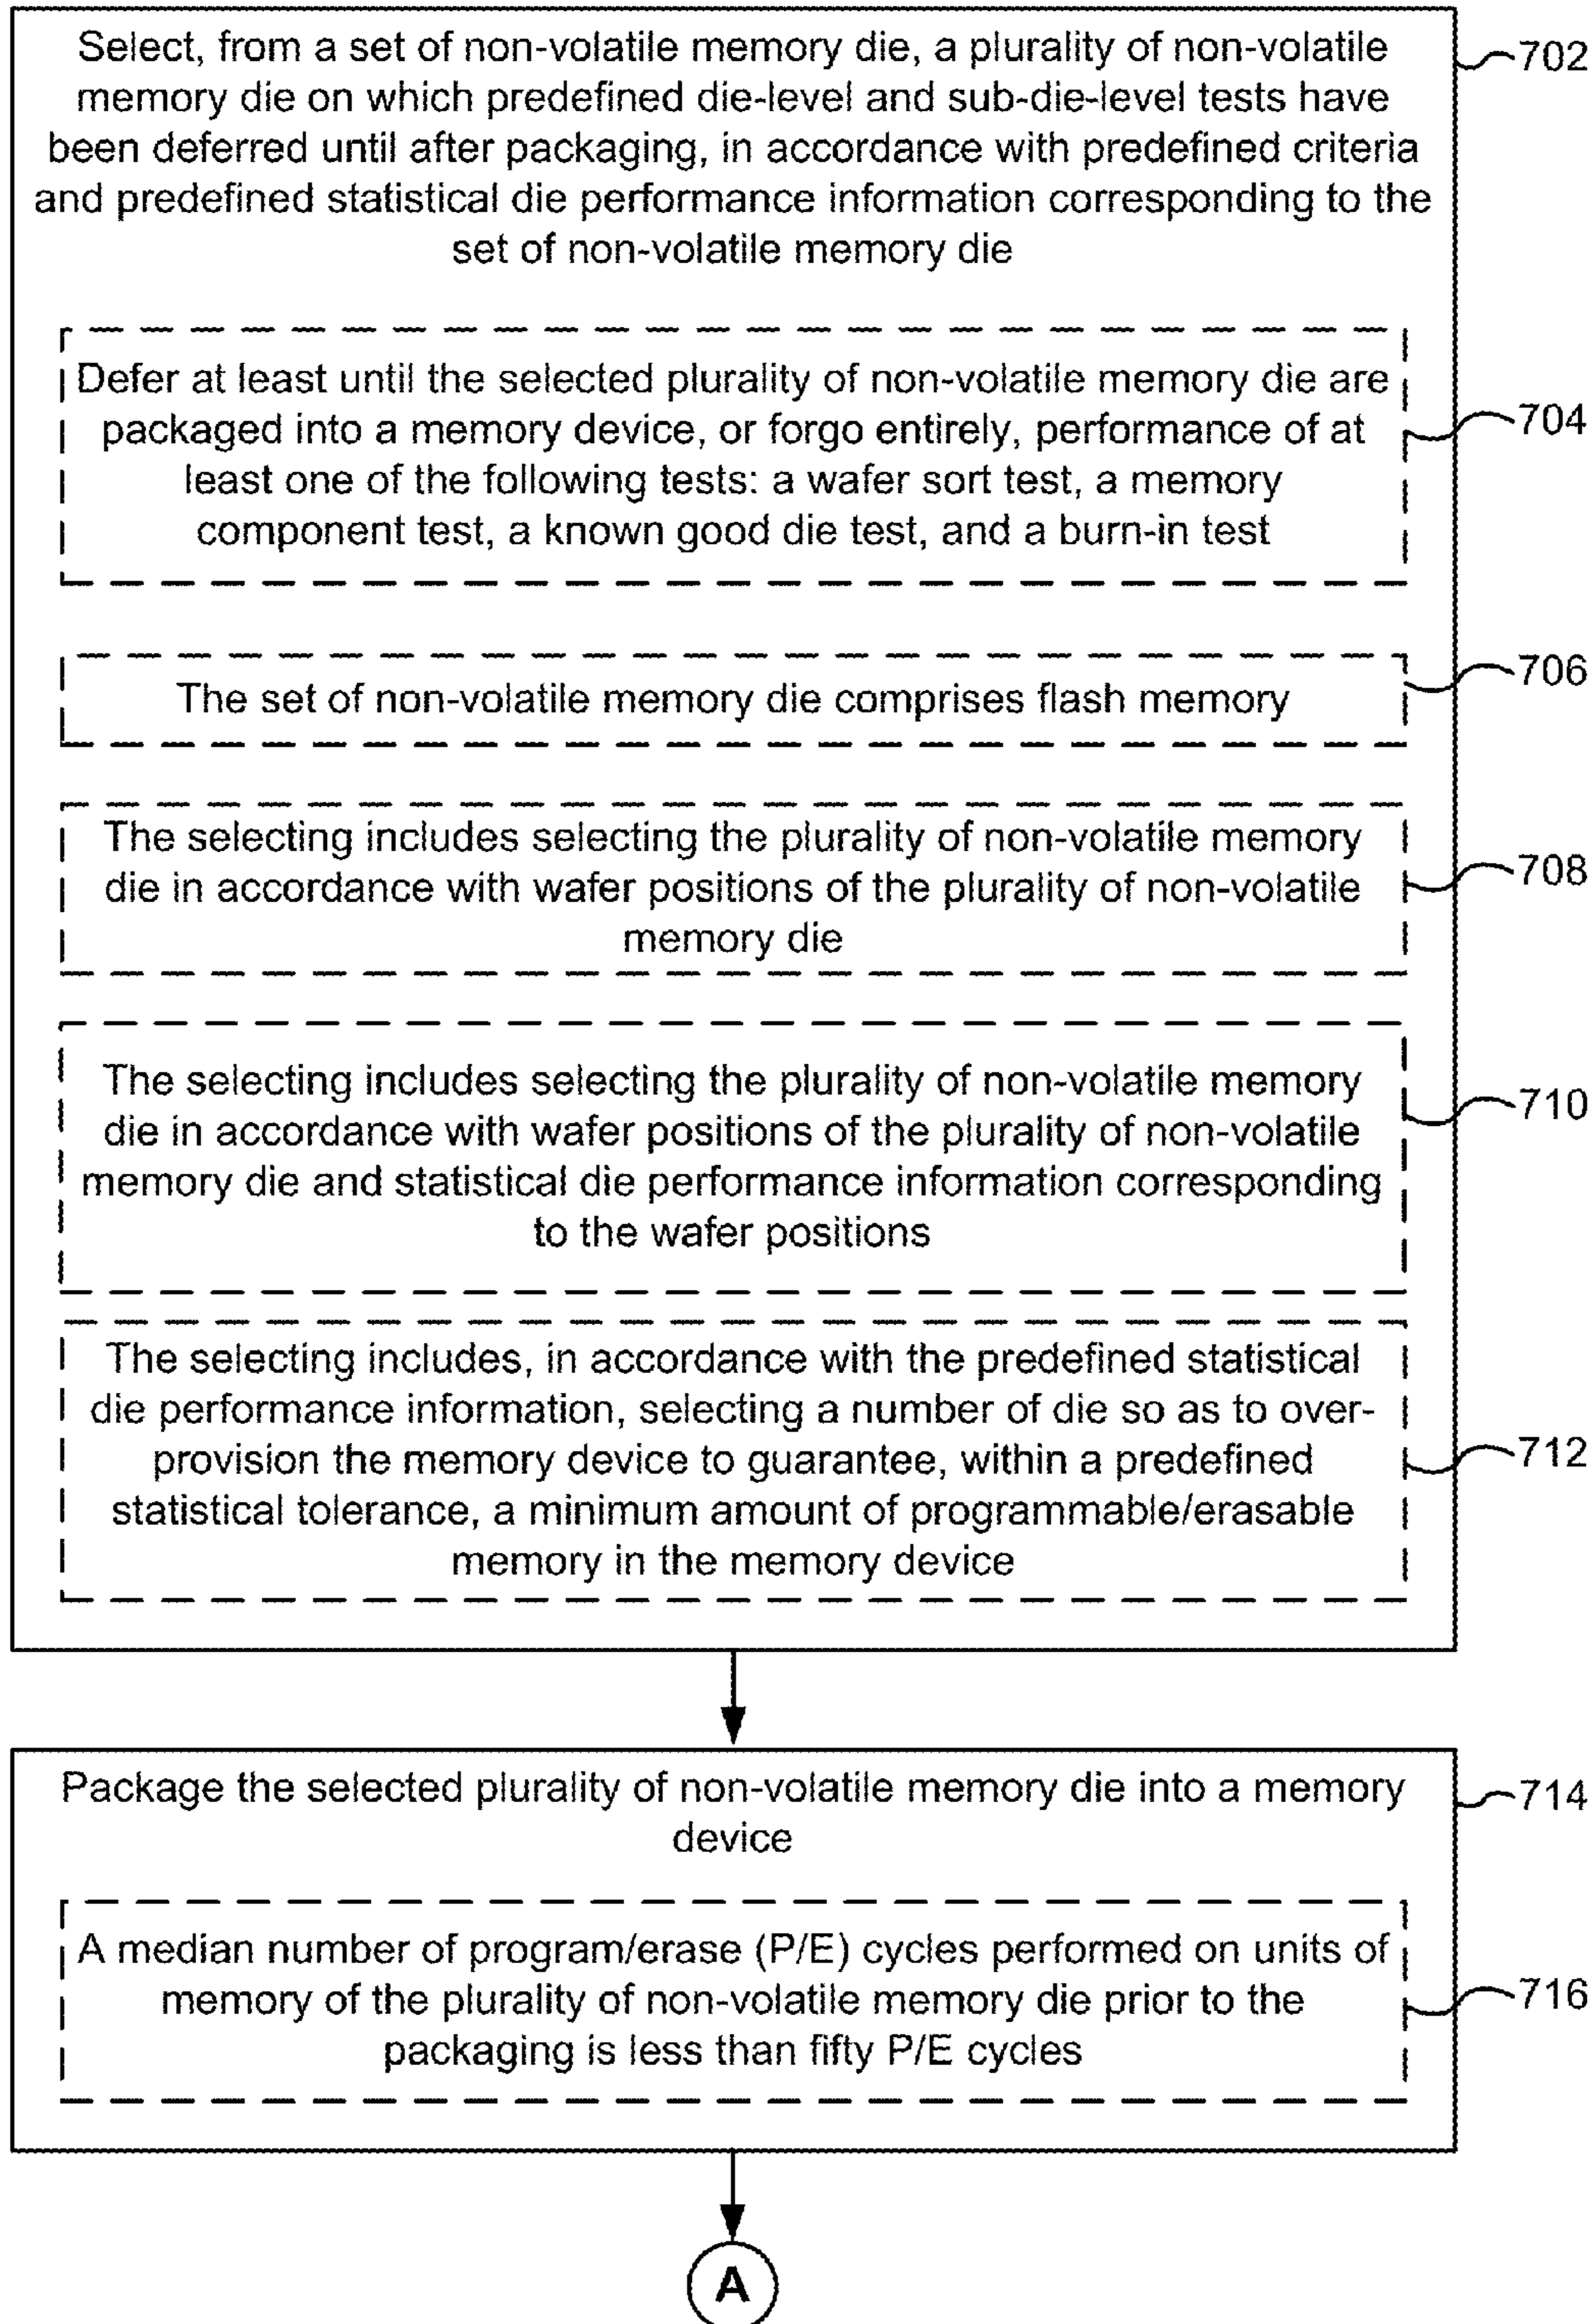 Select, from a set of non-volatile memory die, a plurality of non-volatile
memory die on which predefined die-level and sub-die-level tests have
been deferred until after packaging, in accordance with predefined criteria
and predefined statistical die performance information corresponding to the
set of non-volatile memory die
702
Defer at least until the selected plurality of non-volatile memory die are
packaged into a memory device, or forgo entirely, performance of at
least one of the following tests: a wafer sort test, a memory
component test, a known good die test, and a burn-in test
704
The set of non-volatile memory die comprises flash memory
706
The selecting includes selecting the plurality of non-volatile memory
die in accordance with wafer positions of the plurality of non-volatile
memory die
708
The selecting includes selecting the plurality of non-volatile memory
die in accordance with wafer positions of the plurality of non-volatile
memory die and statistical die performance information corresponding
to the wafer positions
710
The selecting includes, in accordance with the predefined statistical
die performance information, selecting a number of die so as to over-
provision the memory device to guarantee, within a predefined
statistical tolerance, a minimum amount of programmable/erasable
memory in the memory device
712
Package the selected plurality of non-volatile memory die into a memory
device
714
A median number of program/erase (P/E) cycles performed on units of
memory of the plurality of non-volatile memory die prior to the
packaging is less than fifty P/E cycles
716
A